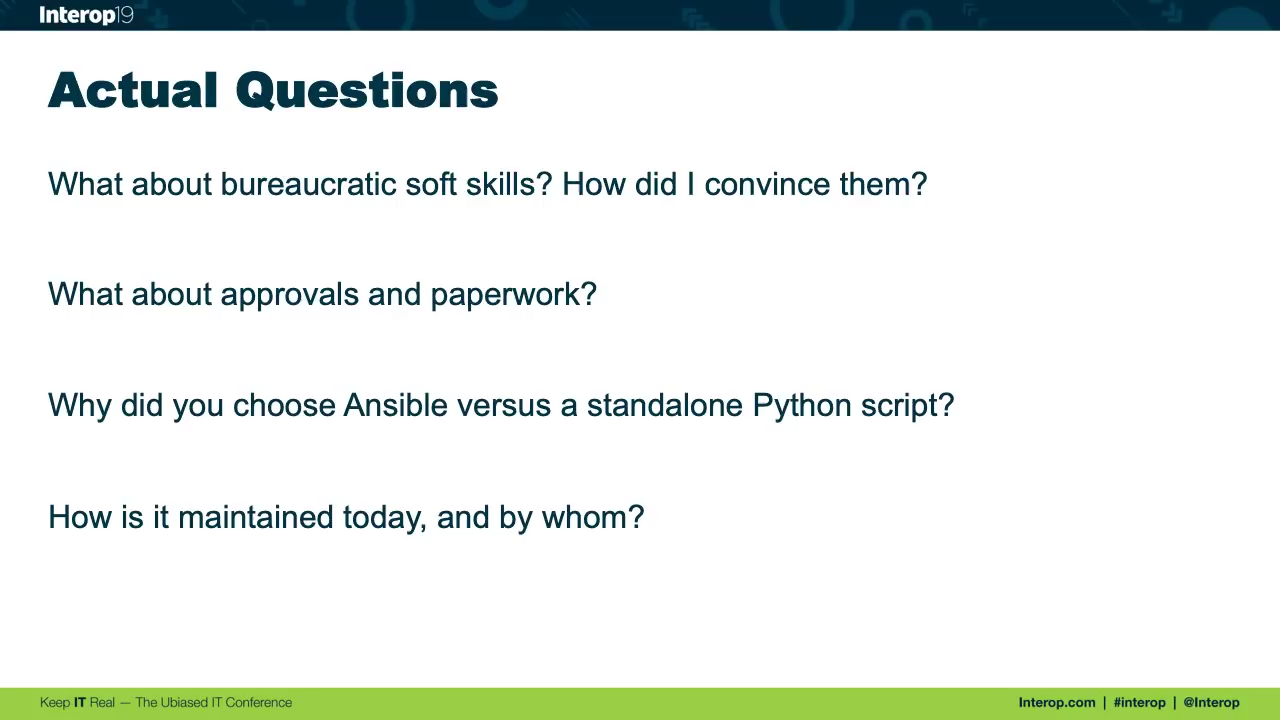 Interop19
Actual Questions
What about bureaucratic soft skills? How did I convince them?
What about approvals and paperwork?
Why did you choose Ansible versus a standalone Python script?
How is it maintained today, and by whom?
Keep IT Real — The Ubiased IT Conference
Interop.com | #interop | @Interop